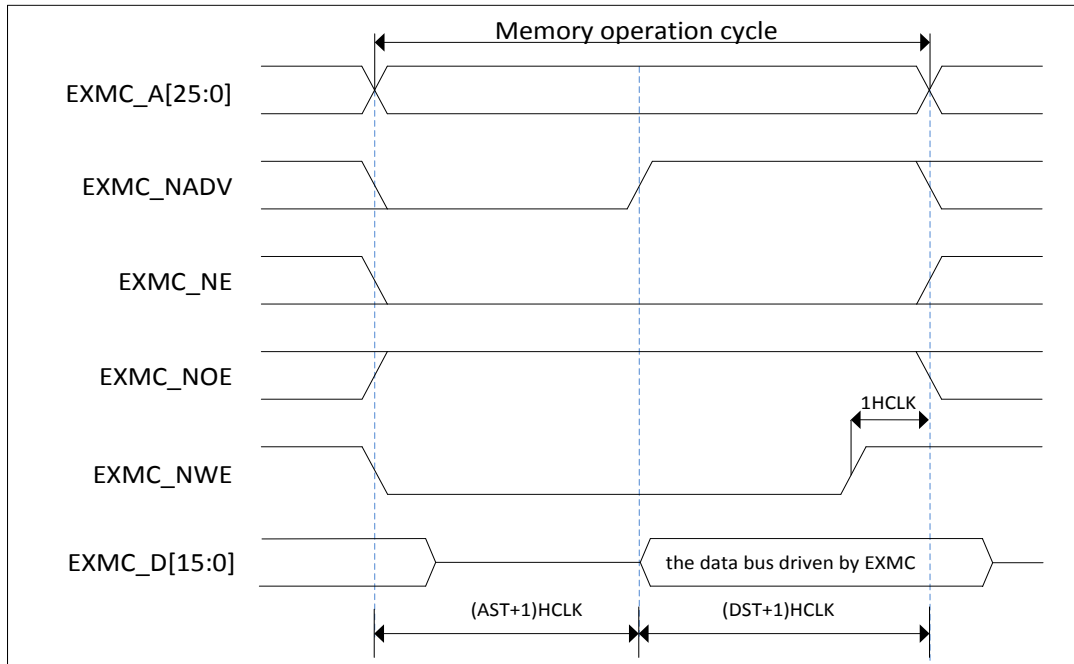 Memory operation cycle
EXMC_A[25:0]
EXMC_NADV
EXMC_NE
EXMC_NOE
1HCLK
EXMC_NWE
EXMC_D[15:0]
the data bus driven by EXMC
(AST+1)HCLK
(DST+1)HCLK